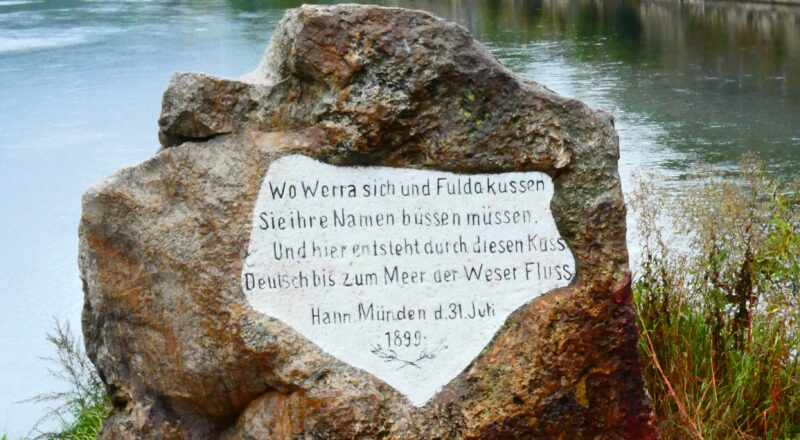 Wo Werra sich und Fulda küssen
Sie ihre Namen büssen müssen,
Und hier entsteht durch diesen Kuss
Deutsch bis zum Meer der Weser Fluss
Hann. Münden d. 31. Juli
1899.